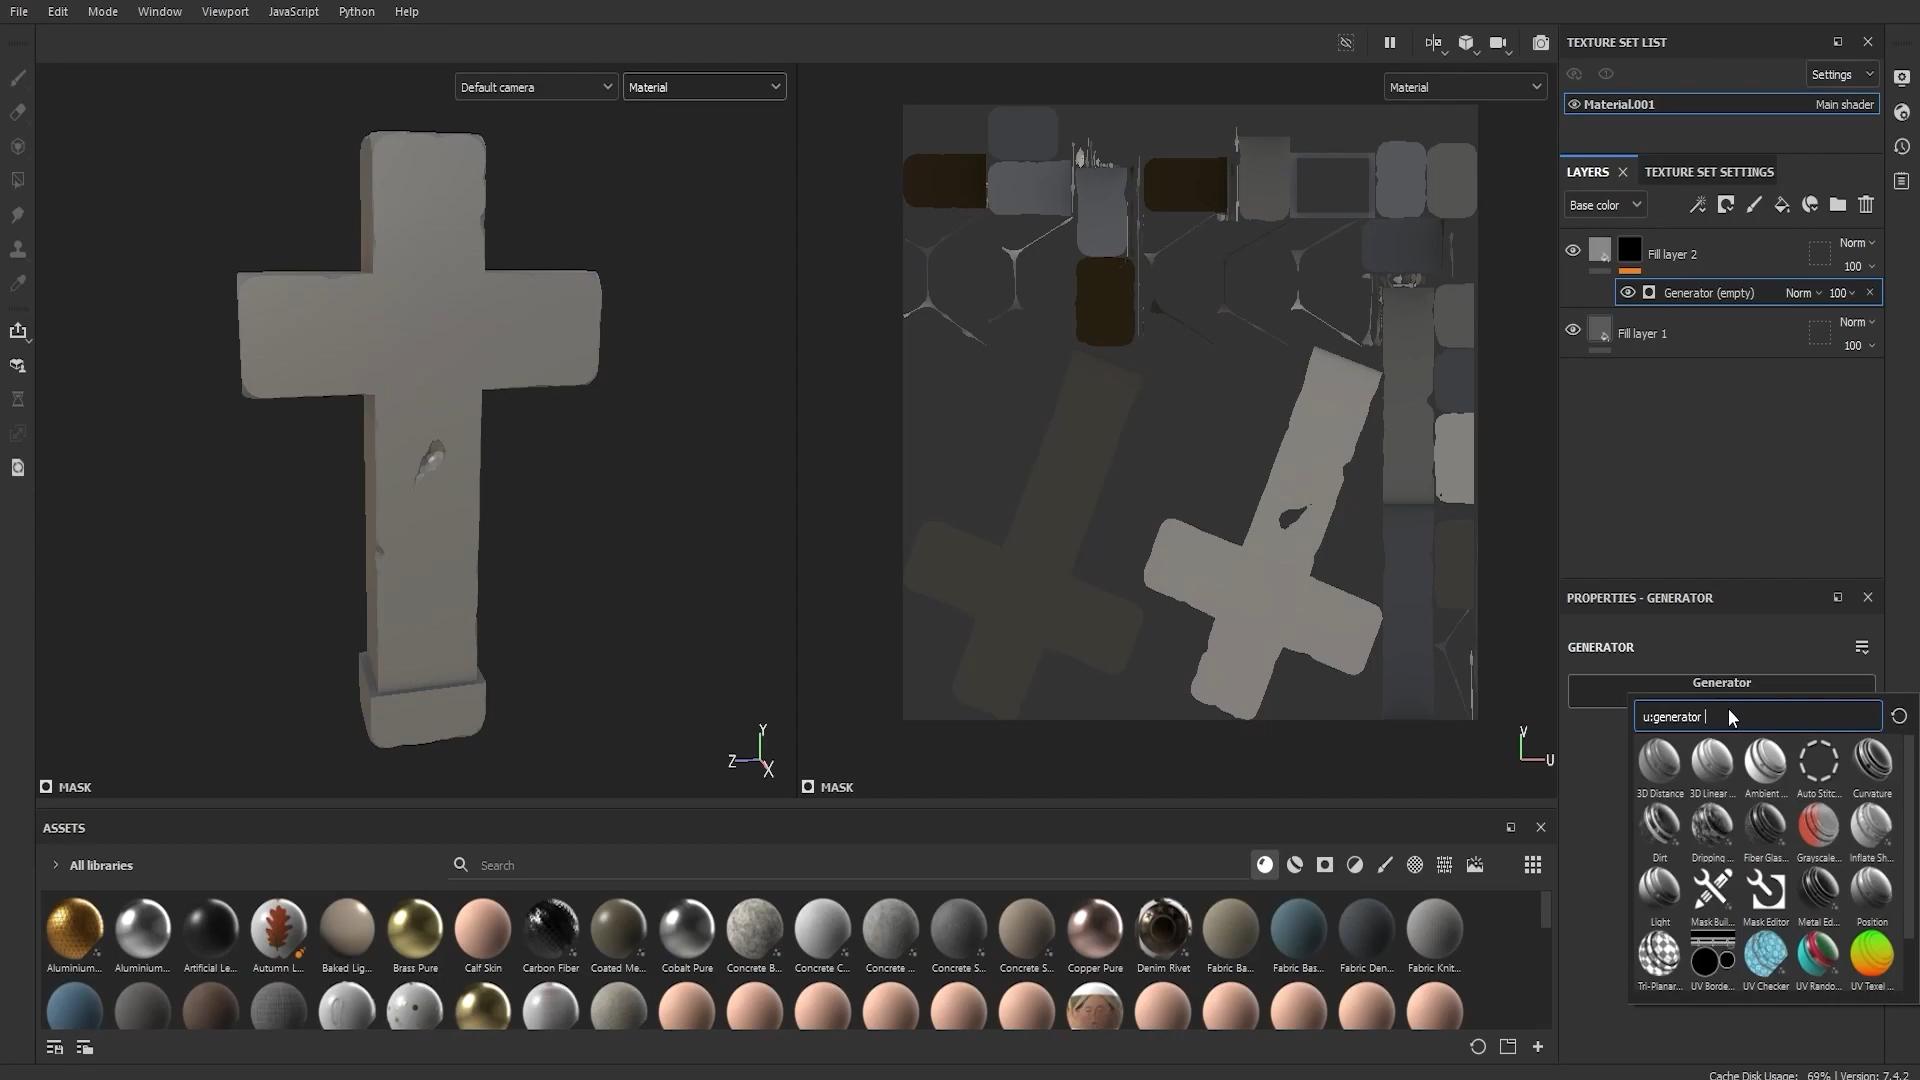 File Edit Mode Window Viewport JavaScript Python Help
Default camera Material Material
Z Y X
V U
MASK
MASK
TEXTURE SET LIST
Settings
Material.001 Main shader
LAYERS TEXTURE SET SETTINGS
Base color
Fill layer 2 Norm 100
Generator (empty) Norm 100
Fill layer 1 Norm 100
PROPERTIES - GENERATOR
GENERATOR
Generator
u:generator
3D Distance 3D Linear ... Ambient ... Auto Stitc... Curvature
Dirt Dripping ... Fiber Glas... Grayscale... Inflate Sh...
Light Mask Buil... Mask Editor Metal Ed... Position
Tri-Planar... UV Borde... UV Checker UV Rando... UV Texel ...
ASSETS
All libraries Search
Aluminium... Aluminium... Artificial Le... Autumn L... Baked Lig... Brass Pure Calf Skin Carbon Fiber Coated Me... Cobalt Pure Concrete B... Concrete C... Concrete ... Concrete S... Concrete S... Copper Pure Denim Rivet Fabric Ba... Fabric Bas... Fabric Den... Fabric Knit...
Cache Disk Usage: 69% | Version: 7.4.2